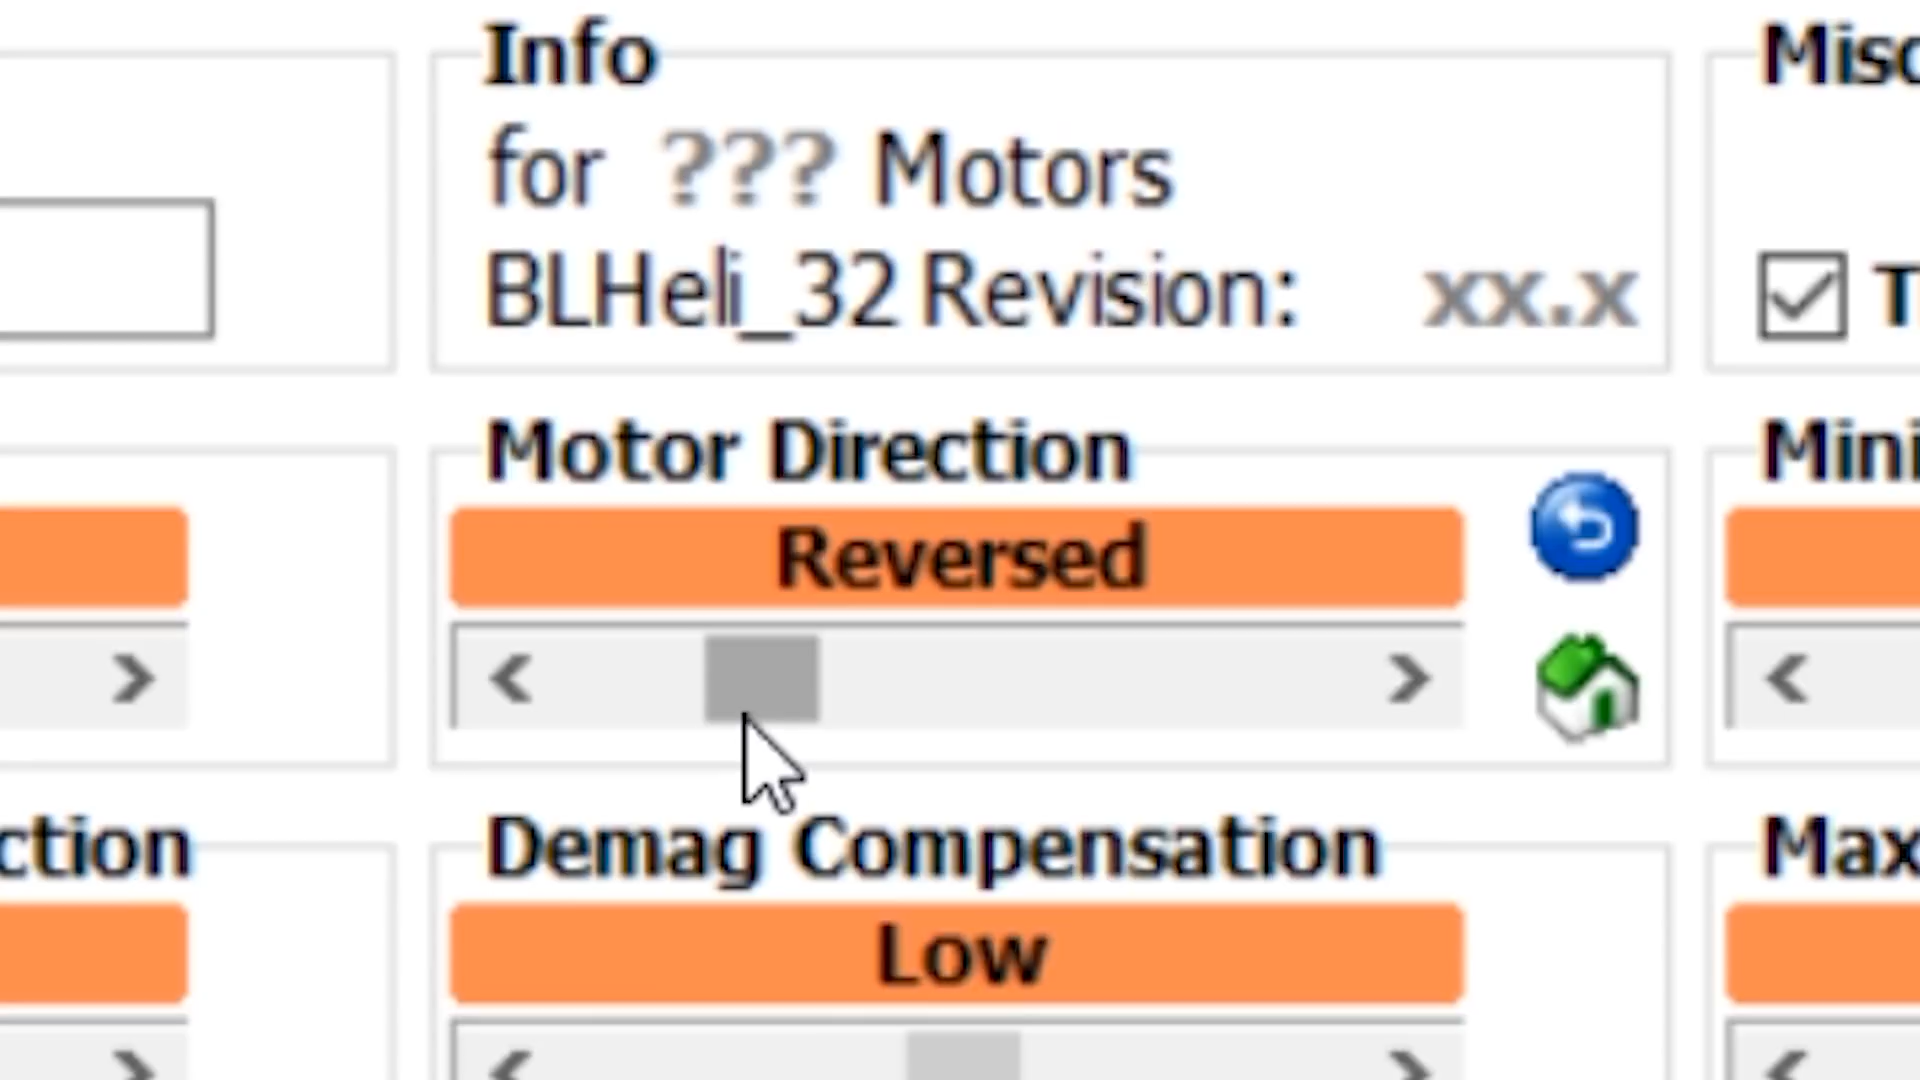 Info
for ??? Motors
BLHeli_32 Revision: xx.x
Misc
T
Motor Direction
Reversed
Mini
ction
Demag Compensation
Low
Max